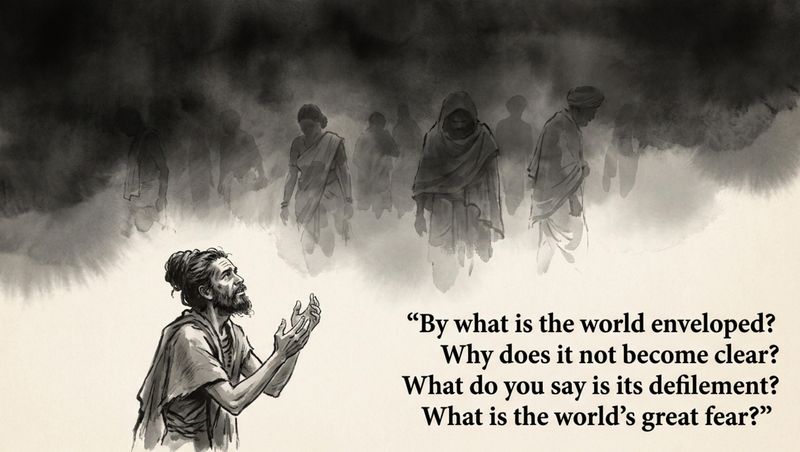 “By what is the world enveloped?
Why does it not become clear?
What do you say is its defilement?
What is the world’s great fear?”